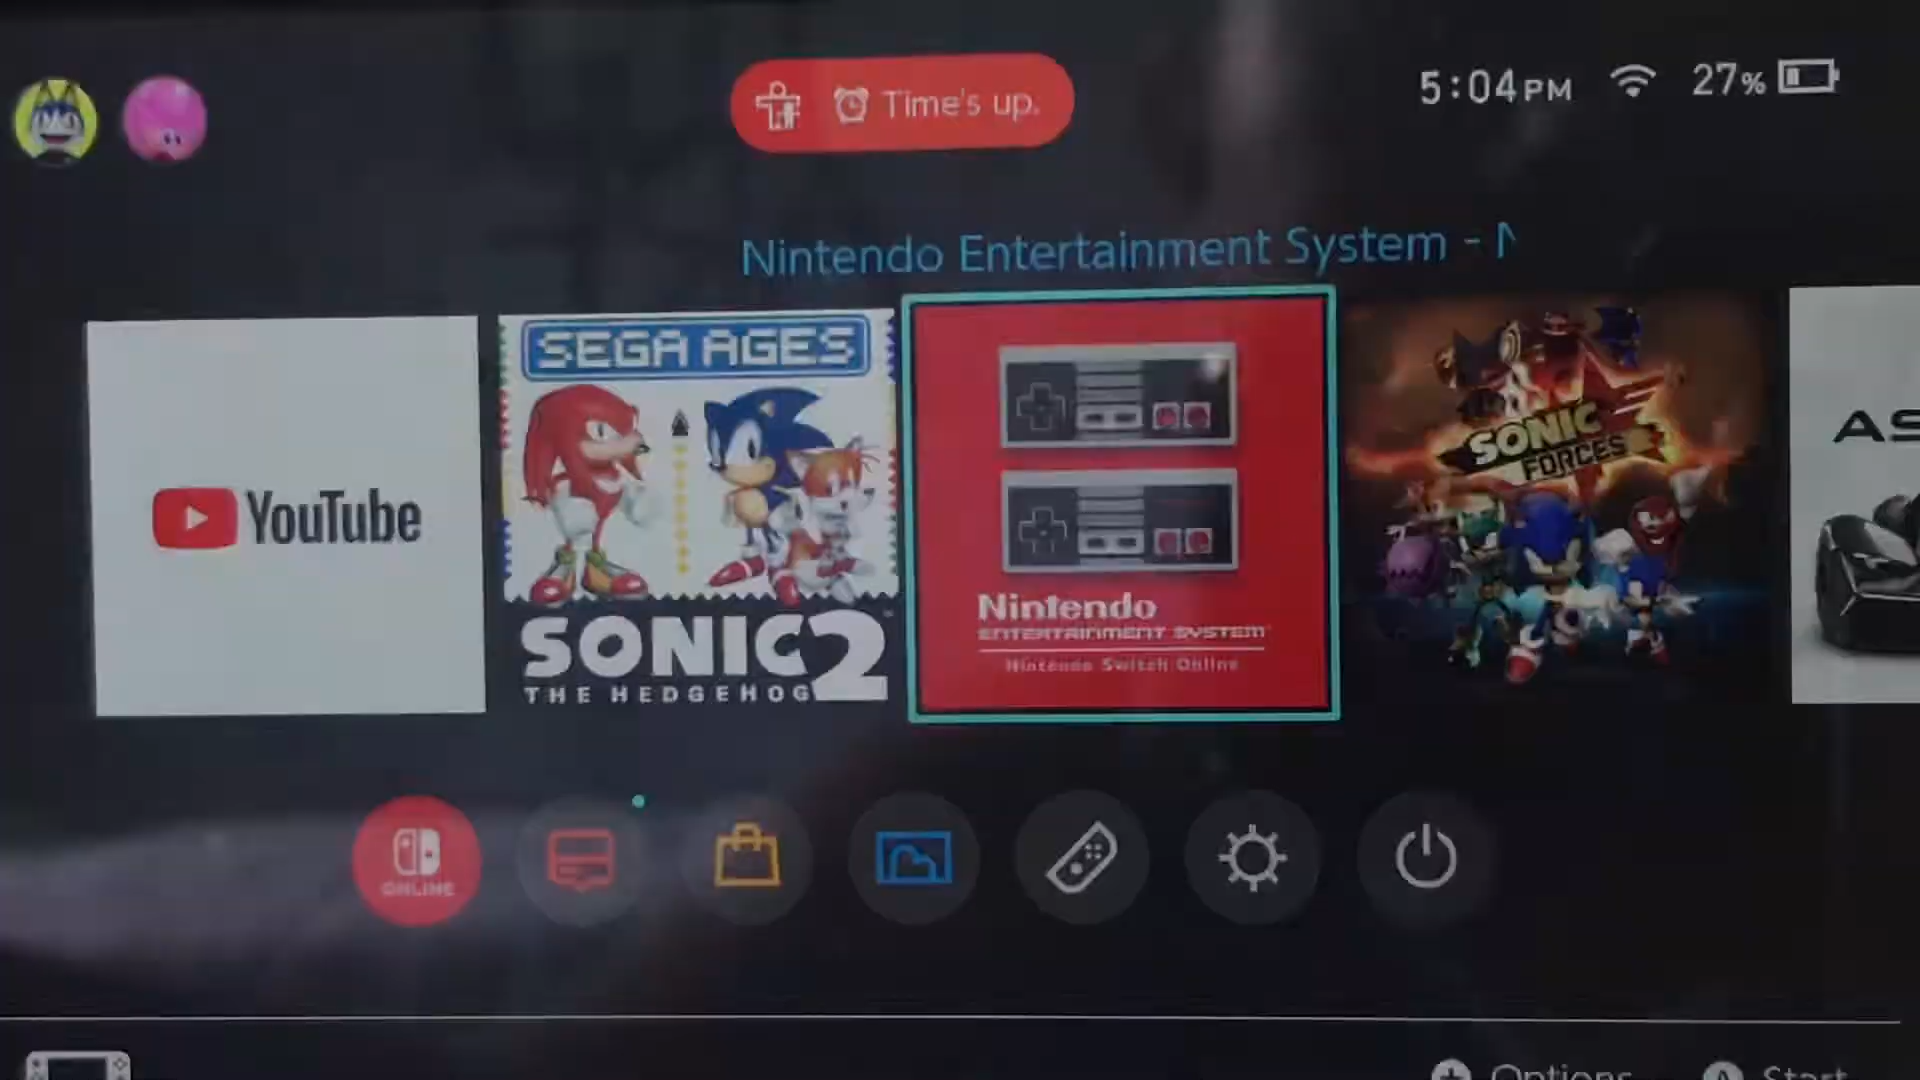 Time's up.
5:04PM
27%
Nintendo Entertainment System -
YouTube
SEGA AGES
SONIC
THE HEDGEHOG 2
Nintendo
ENTERTAINMENT SYSTEM
Nintendo Switch Online
SONIC
FORCES
AS
ONLINE
Options
Start